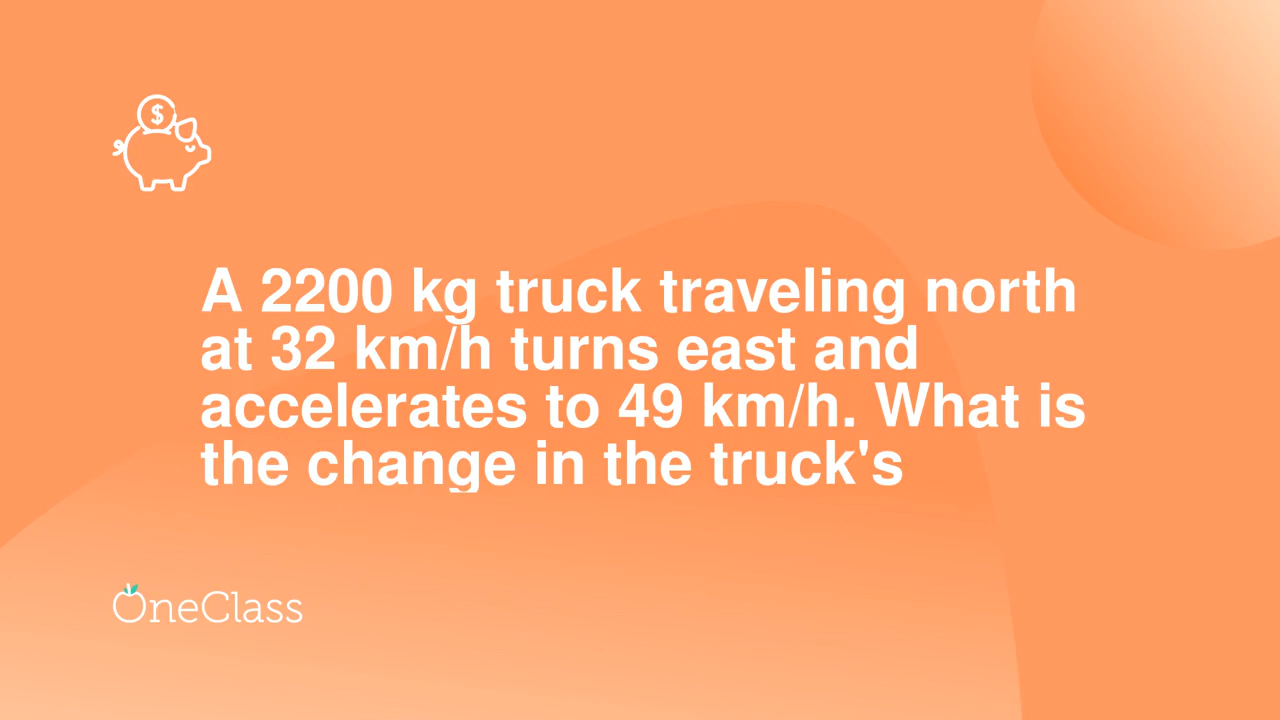 $
A 2200 kg truck traveling north
at 32 km/h turns east and
accelerates to 49 km/h. What is
the change in the truck's
OneClass